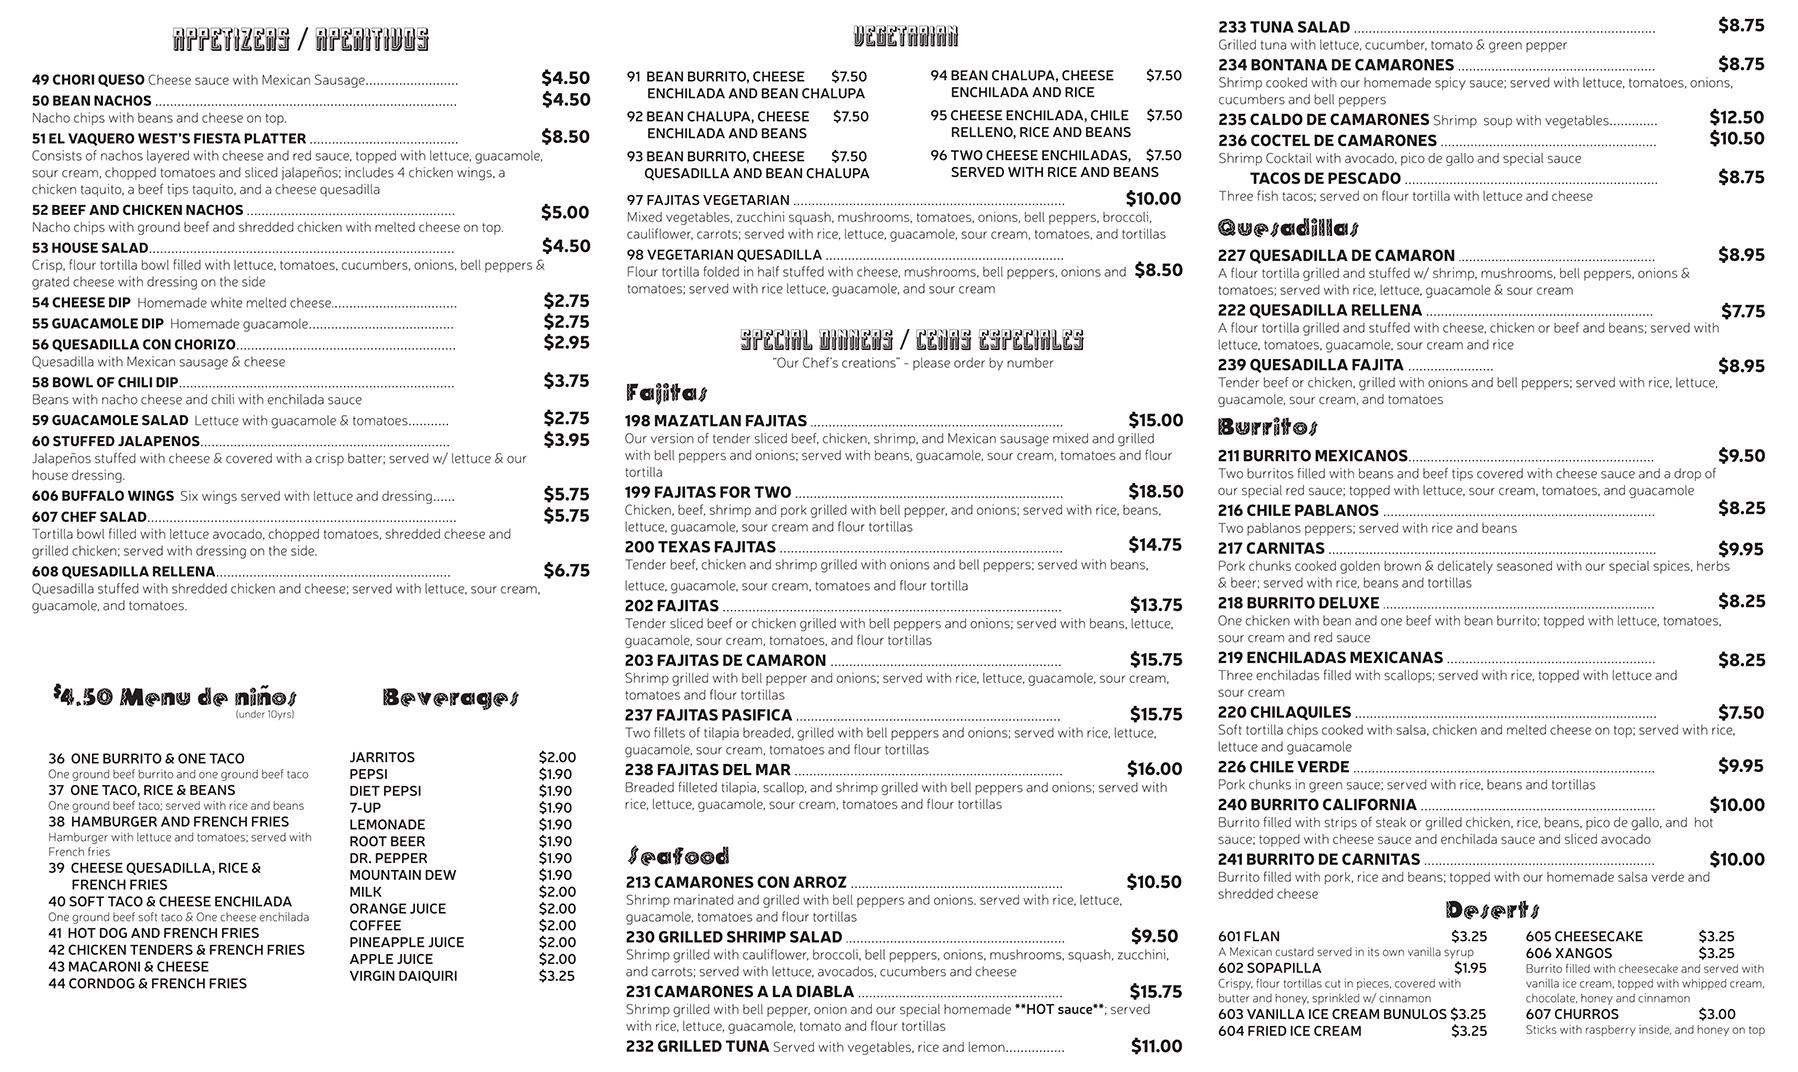 APPETIZERS / APERITIVOS
49 CHORI QUESO Cheese sauce with Mexican Sausage....................... $4.50
50 BEAN NACHOS ........................................................................... $4.50
Nacho chips with beans and cheese on top.
51 EL VAQUERO WEST'S FIESTA PLATTER ..................................... $8.50
Consists of nachos layered with cheese and red sauce, topped with lettuce, guacamole,
sour cream, chopped tomatoes and sliced jalapeños; includes 4 chicken wings, a
chicken taquito, a beef tips taquito, and a cheese quesadilla
52 BEEF AND CHICKEN NACHOS .................................................... $5.00
Nacho chips with ground beef and shredded chicken with melted cheese on top.
53 HOUSE SALAD............................................................................ $4.50
Crisp, flour tortilla bowl filled with lettuce, tomatoes, cucumbers, onions, bell peppers &
grated cheese with dressing on the side
54 CHEESE DIP Homemade white melted cheese............................... $2.75
55 GUACAMOLE DIP Homemade guacamole.................................... $2.75
56 QUESADILLA CON CHORIZO....................................................... $2.95
Quesadilla with Mexican sausage & cheese
58 BOWL OF CHILI DIP..................................................................... $3.75
Beans with nacho cheese and chili with enchilada sauce
59 GUACAMOLE SALAD Lettuce with guacamole & tomatoes.......... $2.75
60 STUFFED JALAPENOS.............................................................. $3.95
Jalapeños stuffed with cheese & covered with a crisp batter; served w/ lettuce & our
house dressing.
606 BUFFALO WINGS Six wings served with lettuce and dressing...... $5.75
607 CHEF SALAD............................................................................. $5.75
Tortilla bowl filled with lettuce avocado, chopped tomatoes, shredded cheese and
grilled chicken; served with dressing on the side.
608 QUESADILLA RELLENA.......................................................... $6.75
Quesadilla stuffed with shredded chicken and cheese; served with lettuce, sour cream,
guacamole, and tomatoes.
$4.50 Menu de niños
(under 10yrs)
36 ONE BURRITO & ONE TACO
One ground beef burrito and one ground beef taco
37 ONE TACO, RICE & BEANS
One ground beef taco; served with rice and beans
38 HAMBURGER AND FRENCH FRIES
Hamburger with lettuce and tomatoes; served with
French fries
39 CHEESE QUESADILLA, RICE &
FRENCH FRIES
40 SOFT TACO & CHEESE ENCHILADA
One ground beef soft taco & One cheese enchilada
41 HOT DOG AND FRENCH FRIES
42 CHICKEN TENDERS & FRENCH FRIES
43 MACARONI & CHEESE
44 CORNDOG & FRENCH FRIES
Beverages
JARRITOS $2.00
PEPSI $1.90
DIET PEPSI $1.90
7-UP $1.90
LEMONADE $1.90
ROOT BEER $1.90
DR. PEPPER $1.90
MOUNTAIN DEW $1.90
MILK $2.00
ORANGE JUICE $2.00
COFFEE $2.00
PINEAPPLE JUICE $2.00
APPLE JUICE $2.00
VIRGIN DAIQUIRI $3.25
VEGETARIAN
91 BEAN BURRITO, CHEESE $7.50
ENCHILADA AND BEAN CHALUPA
92 BEAN CHALUPA, CHEESE $7.50
ENCHILADA AND BEANS
93 BEAN BURRITO, CHEESE $7.50
QUESADILLA AND BEAN CHALUPA
94 BEAN CHALUPA, CHEESE $7.50
ENCHILADA AND RICE
95 CHEESE ENCHILADA, CHILE $7.50
RELLENO, RICE AND BEANS
96 TWO CHEESE ENCHILADAS, $7.50
SERVED WITH RICE AND BEANS
97 FAJITAS VEGETARIAN .................................................................... $10.00
Mixed vegetables, zucchini squash, mushrooms, tomatoes, onions, bell peppers, broccoli,
cauliflower, carrots; served with rice, lettuce, guacamole, sour cream, tomatoes, and tortillas
98 VEGETARIAN QUESADILLA ............................................................
Flour tortilla folded in half stuffed with cheese, mushrooms, bell peppers, onions and $8.50
tomatoes; served with rice lettuce, guacamole, and sour cream
SPECIAL DINNERS / CENAS ESPECIALES
"Our Chef's creations" - please order by number
Fajitas
198 MAZATLAN FAJITAS ............................................................... $15.00
Our version of tender sliced beef, chicken, shrimp, and Mexican sausage mixed and grilled
with bell peppers and onions; served with beans, guacamole, sour cream, tomatoes and flour
tortilla
199 FAJITAS FOR TWO ................................................................... $18.50
Chicken, beef, shrimp and pork grilled with bell pepper, and onions; served with rice, beans,
lettuce, guacamole, sour cream and flour tortillas
200 TEXAS FAJITAS ....................................................................... $14.75
Tender beef, chicken and shrimp grilled with onions and bell peppers; served with beans,
lettuce, guacamole, sour cream, tomatoes and flour tortilla
202 FAJITAS ..................................................................................... $13.75
Tender sliced beef or chicken grilled with bell peppers and onions; served with beans, lettuce,
guacamole, sour cream, tomatoes, and flour tortillas
203 FAJITAS DE CAMARON .......................................................... $15.75
Shrimp grilled with bell pepper and onions; served with rice, lettuce, guacamole, sour cream,
tomatoes and flour tortillas
237 FAJITAS PASIFICA .................................................................. $15.75
Two fillets of tilapia breaded, grilled with bell peppers and onions; served with rice, lettuce,
guacamole, sour cream, tomatoes and flour tortillas
238 FAJITAS DEL MAR ................................................................... $16.00
Breaded filleted tilapia, scallop, and shrimp grilled with bell peppers and onions; served with
rice, lettuce, guacamole, sour cream, tomatoes and flour tortillas
Seafood
213 CAMARONES CON ARROZ ..................................................... $10.50
Shrimp marinated and grilled with bell peppers and onions. served with rice, lettuce,
guacamole, tomatoes and flour tortillas
230 GRILLED SHRIMP SALAD ...................................................... $9.50
Shrimp grilled with cauliflower, broccoli, bell peppers, onions, mushrooms, squash, zucchini,
and carrots; served with lettuce, avocados, cucumbers and cheese
231 CAMARONES A LA DIABLA ................................................... $15.75
Shrimp grilled with bell pepper, onion and our special homemade **HOT sauce**; served
with rice, lettuce, guacamole, tomato and flour tortillas
232 GRILLED TUNA Served with vegetables, rice and lemon............... $11.00
233 TUNA SALAD ........................................................................... $8.75
Grilled tuna with lettuce, cucumber, tomato & green pepper
234 BONTANA DE CAMARONES ................................................. $8.75
Shrimp cooked with our homemade spicy sauce; served with lettuce, tomatoes, onions,
cucumbers and bell peppers
235 CALDO DE CAMARONES Shrimp soup with vegetables............ $12.50
236 COCTEL DE CAMARONES ...................................................... $10.50
Shrimp Cocktail with avocado, pico de gallo and special sauce
TACOS DE PESCADO ............................................................... $8.75
Three fish tacos; served on flour tortilla with lettuce and cheese
Quesadillas
227 QUESADILLA DE CAMARON ................................................. $8.95
A flour tortilla grilled and stuffed w/ shrimp, mushrooms, bell peppers, onions &
tomatoes; served with rice, lettuce, guacamole & sour cream
222 QUESADILLA RELLENA ........................................................ $7.75
A flour tortilla grilled and stuffed with cheese, chicken or beef and beans; served with
lettuce, tomatoes, guacamole, sour cream and rice
239 QUESADILLA FAJITA ..................... $8.95
Tender beef or chicken, grilled with onions and bell peppers; served with rice, lettuce,
guacamole, sour cream, and tomatoes
Burritos
211 BURRITO MEXICANOS............................................................. $9.50
Two burritos filled with beans and beef tips covered with cheese sauce and a drop of
our special red sauce; topped with lettuce, sour cream, tomatoes, and guacamole
216 CHILE PABLANOS .................................................................... $8.25
Two pablanos peppers; served with rice and beans
217 CARNITAS ................................................................................. $9.95
Pork chunks cooked golden brown & delicately seasoned with our special spices, herbs
& beer; served with rice, beans and tortillas
218 BURRITO DELUXE .................................................................... $8.25
One chicken with bean and one beef with bean burrito; topped with lettuce, tomatoes,
sour cream and red sauce
219 ENCHILADAS MEXICANAS .................................................... $8.25
Three enchiladas filled with scallops; served with rice, topped with lettuce and
sour cream
220 CHILAQUILES ........................................................................... $7.50
Soft tortilla chips cooked with salsa, chicken and melted cheese on top; served with rice,
lettuce and guacamole
226 CHILE VERDE ........................................................................... $9.95
Pork chunks in green sauce; served with rice, beans and tortillas
240 BURRITO CALIFORNIA .......................................................... $10.00
Burrito filled with strips of steak or grilled chicken, rice, beans, pico de gallo, and hot
sauce; topped with cheese sauce and enchilada sauce and sliced avocado
241 BURRITO DE CARNITAS ......................................................... $10.00
Burrito filled with pork, rice and beans; topped with our homemade salsa verde and
shredded cheese
Deserts
601 FLAN $3.25
A Mexican custard served in its own vanilla syrup
602 SOPAPILLA $1.95
Crispy, flour tortillas cut in pieces, covered with
butter and honey, sprinkled w/ cinnamon
603 VANILLA ICE CREAM BUNULOS $3.25
604 FRIED ICE CREAM $3.25
605 CHEESECAKE $3.25
606 XANGOS $3.25
Burrito filled with cheesecake and served with
vanilla ice cream, topped with whipped cream,
chocolate, honey and cinnamon
607 CHURROS $3.00
Sticks with raspberry inside, and honey on top